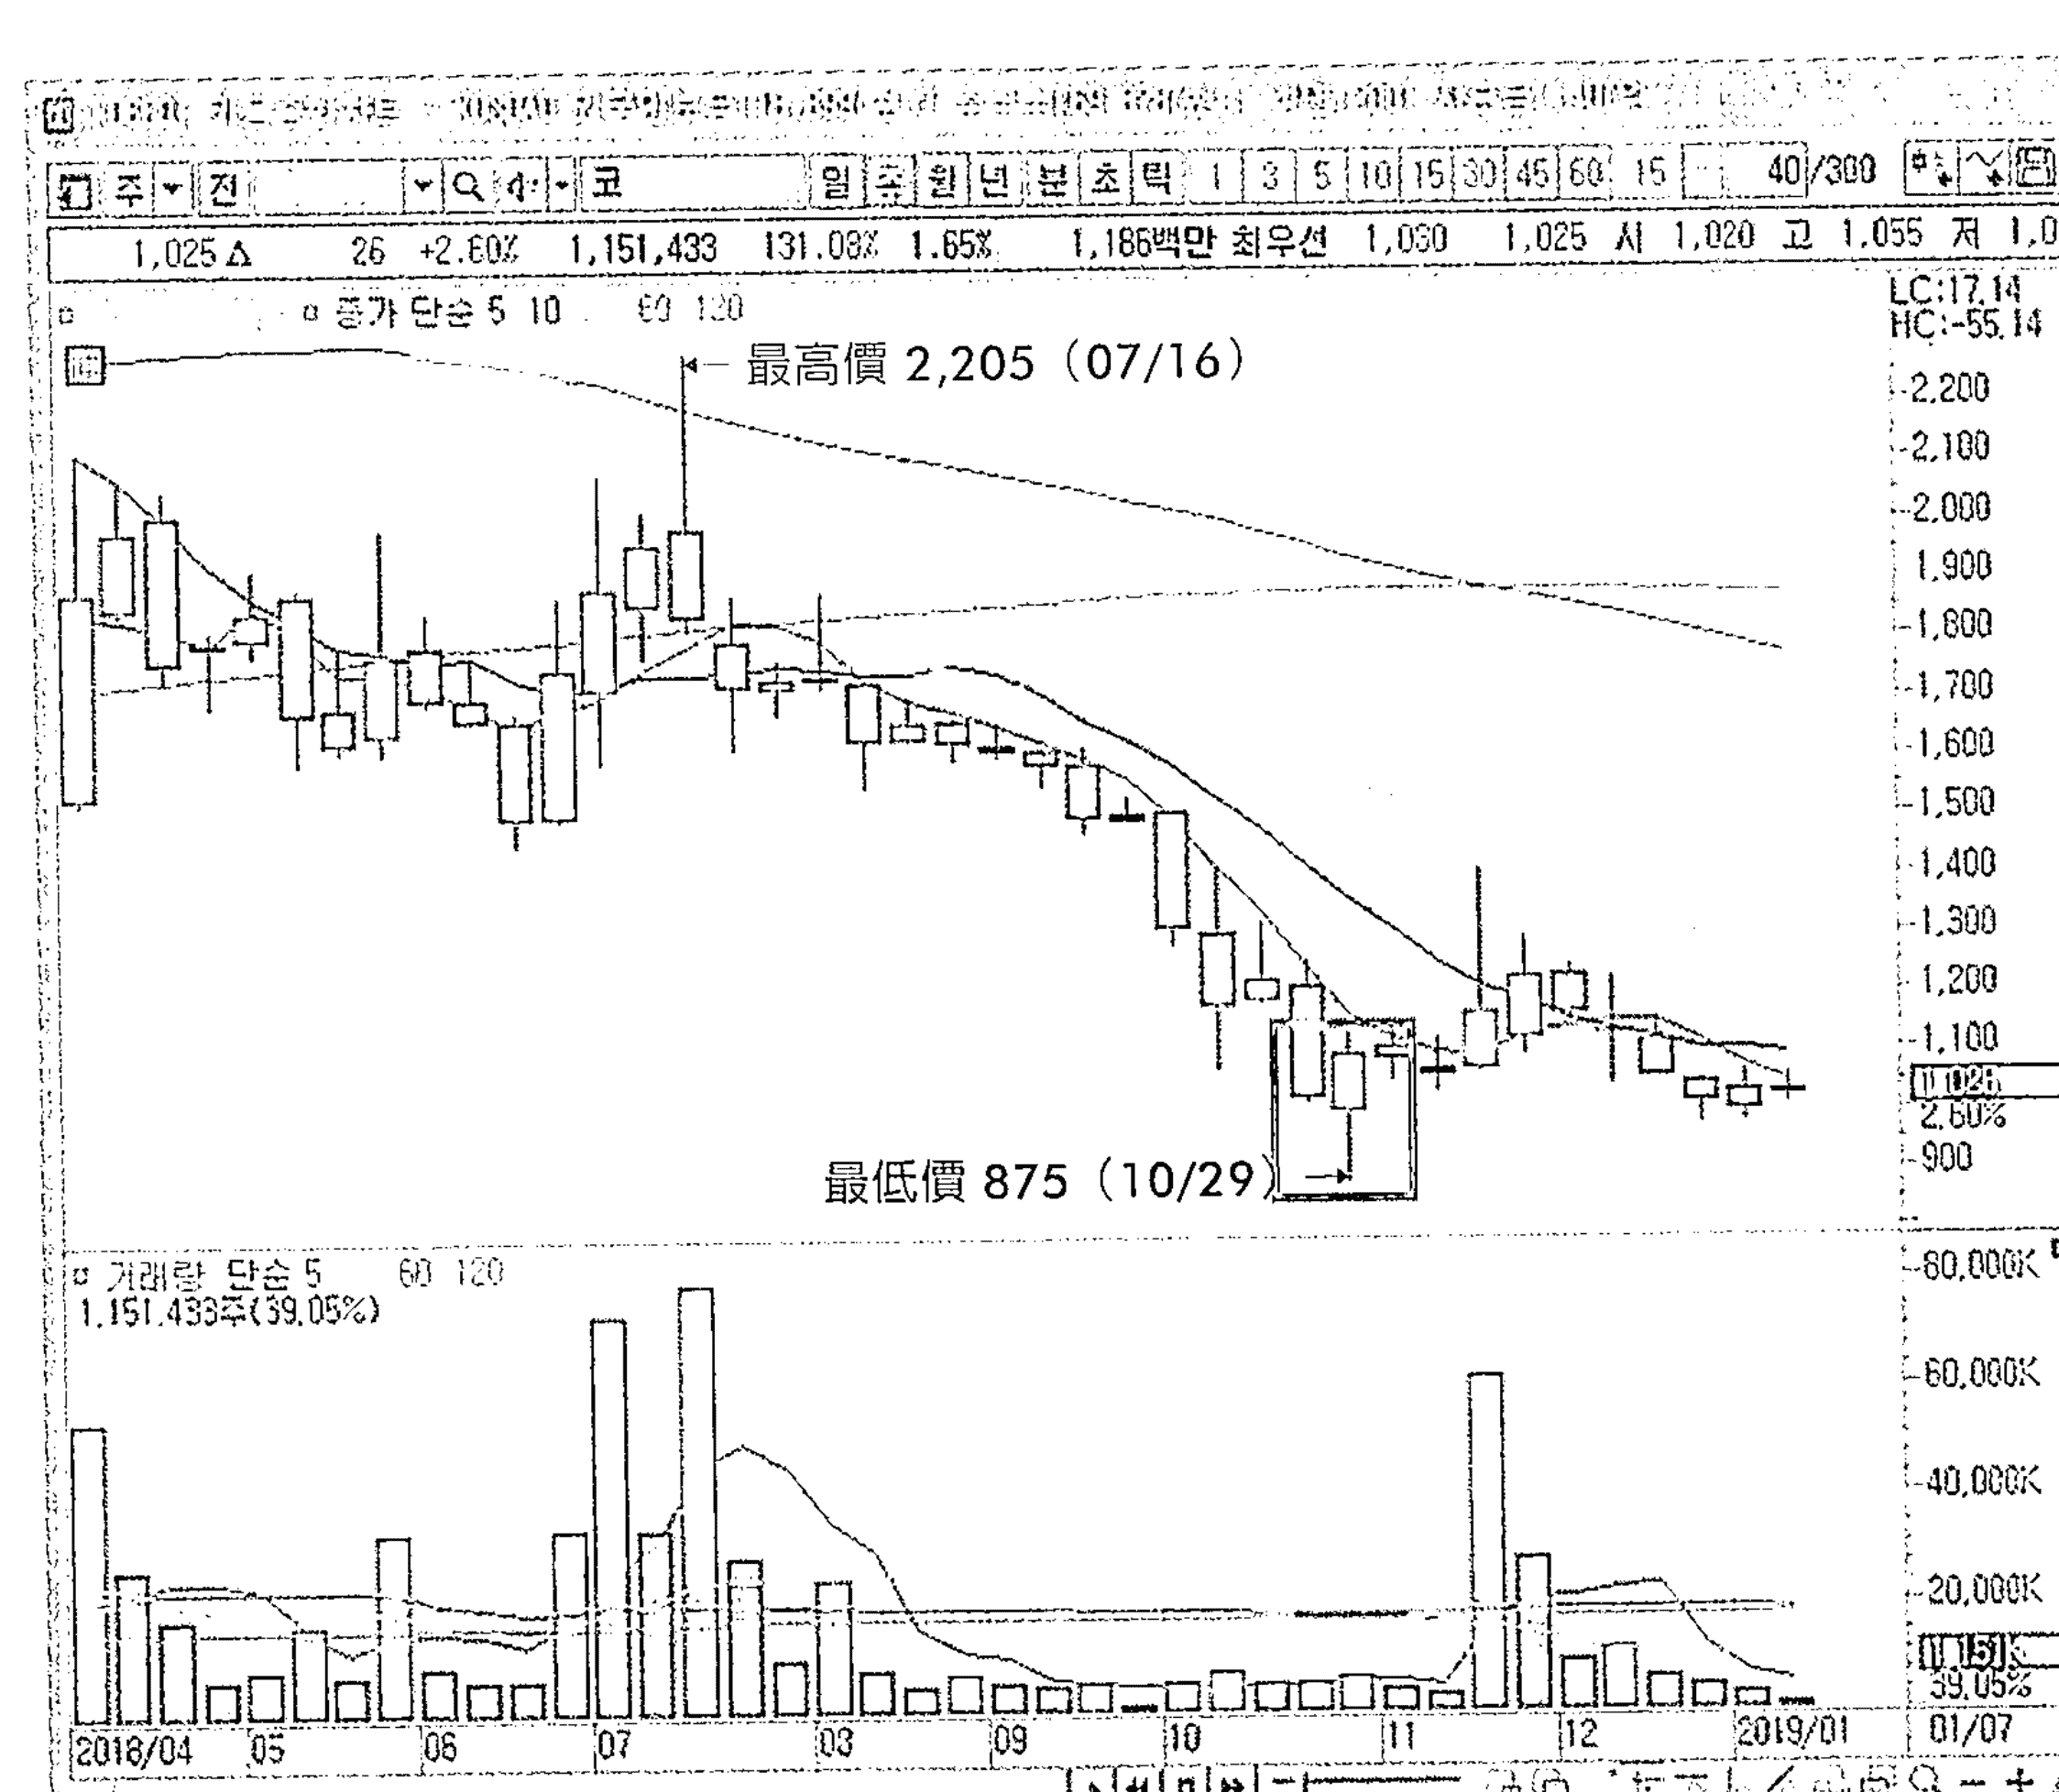 주 전 코 일 주 월 년 분 초 틱 1 3 5 10 15 30 45 60 15 40/300
1,025 △ 26 +2.60% 1,151,433 131.08% 1.65% 1,186백만 최우선 1,030 1,025 시 1,020 고 1,055 저 1,0
LC:17.14
HC:-55.14
종가 단순 5 10 60 120
最高價 2,205（07/16）
2,200
2,100
2,000
1,900
1,800
1,700
1,600
1,500
1,400
1,300
1,200
1,100
1,025
2.60%
900
最低價 875（10/29）
거래량 단순 5 60 120
1,151,433주(39.05%)
80,000K
60,000K
40,000K
20,000K
39.05%
2018/04 05 06 07 08 09 10 11 12 2019/01 01/07